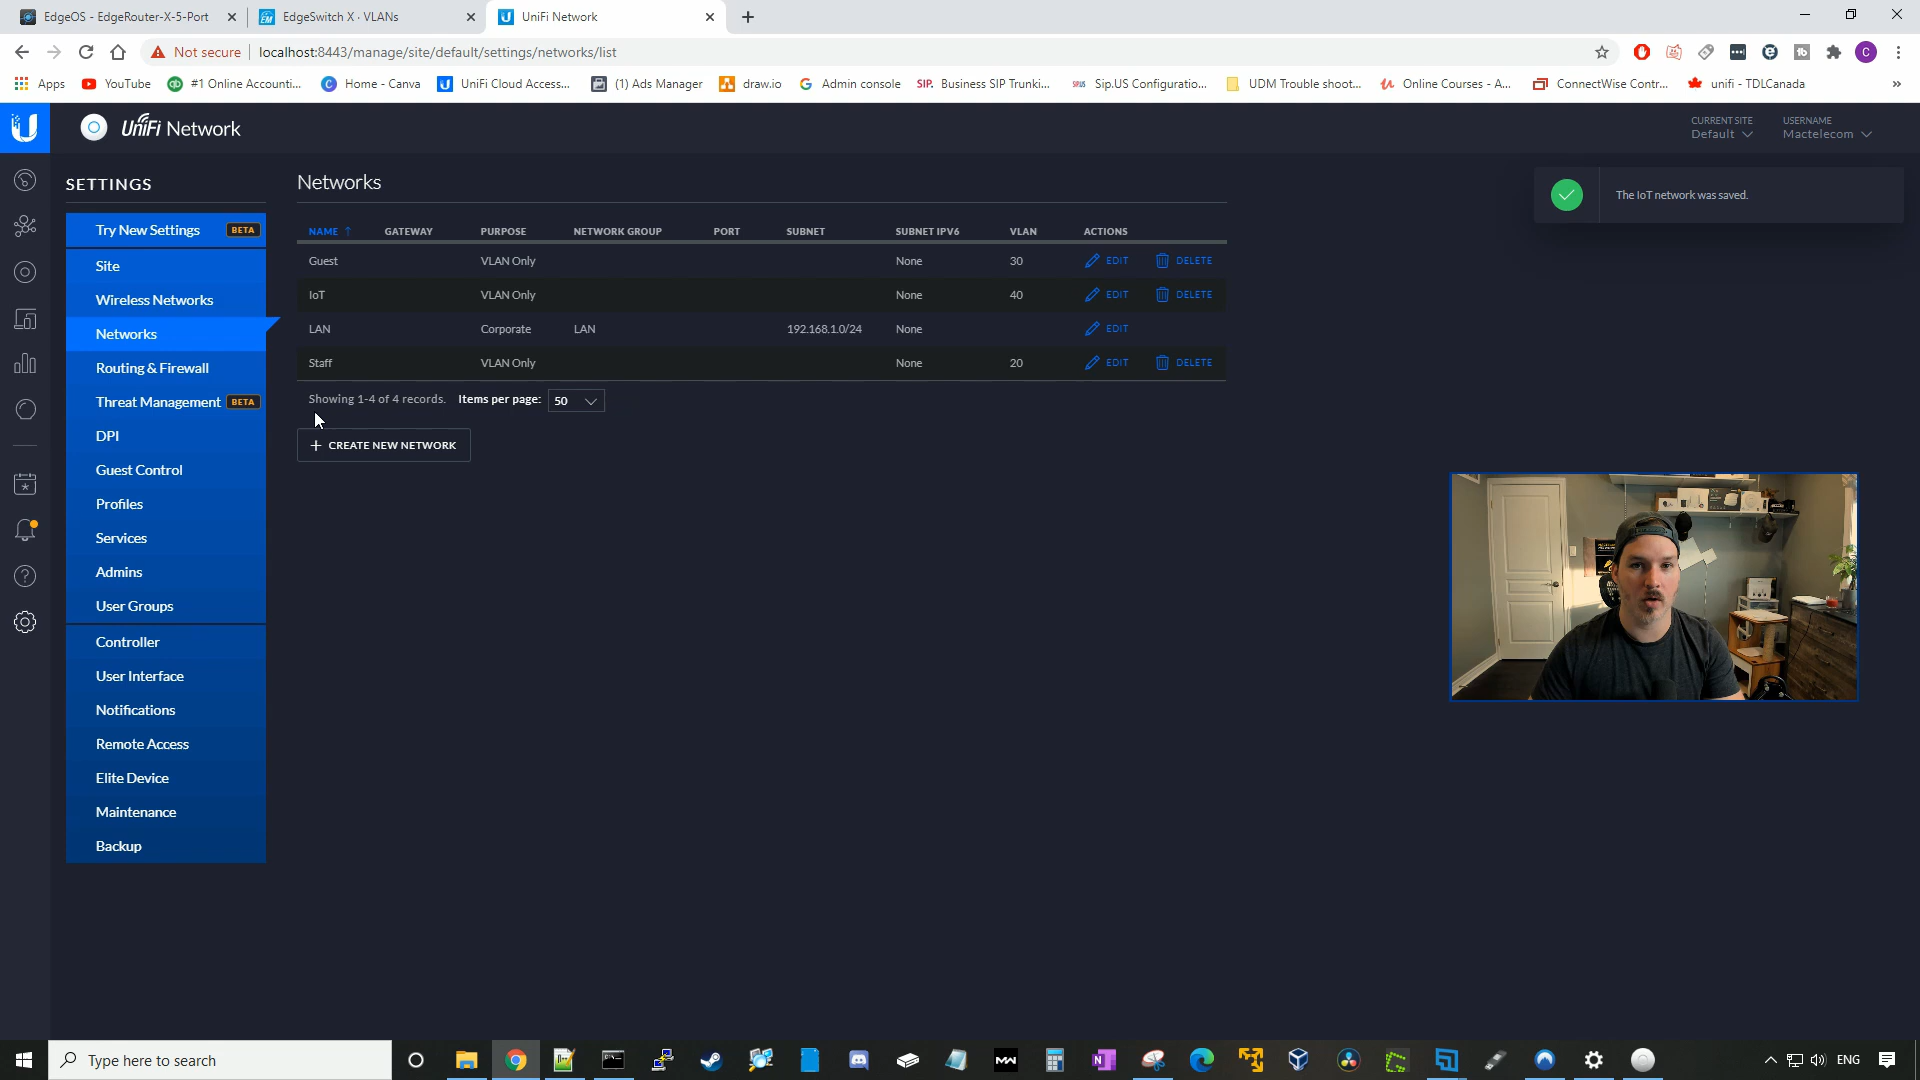 EdgeOS - EdgeRouter-X-5-Port
EdgeSwitch X · VLANs
UniFi Network
Not secure
localhost:8443/manage/site/default/settings/networks/list
Apps
YouTube
#1 Online Accounti...
Home - Canva
UniFi Cloud Access...
(1) Ads Manager
draw.io
Admin console
SIP. Business SIP Trunki...
Sip.US Configuratio...
UDM Trouble shoot...
Online Courses - A...
ConnectWise Contr...
unifi - TDLCanada
UniFi Network
CURRENT SITE
Default
USERNAME
Mactelecom
SETTINGS
Try New Settings BETA
Site
Wireless Networks
Networks
Routing & Firewall
Threat Management BETA
DPI
Guest Control
Profiles
Services
Admins
User Groups
Controller
User Interface
Notifications
Remote Access
Elite Device
Maintenance
Backup
Networks
NAME GATEWAY PURPOSE NETWORK GROUP PORT SUBNET SUBNET IPV6 VLAN ACTIONS
Guest VLAN Only None 30 EDIT DELETE
IoT VLAN Only None 40 EDIT DELETE
LAN Corporate LAN 192.168.1.0/24 None EDIT
Staff VLAN Only None 20 EDIT DELETE
Showing 1-4 of 4 records. Items per page: 50
CREATE NEW NETWORK
The IoT network was saved.
Type here to search
ENG